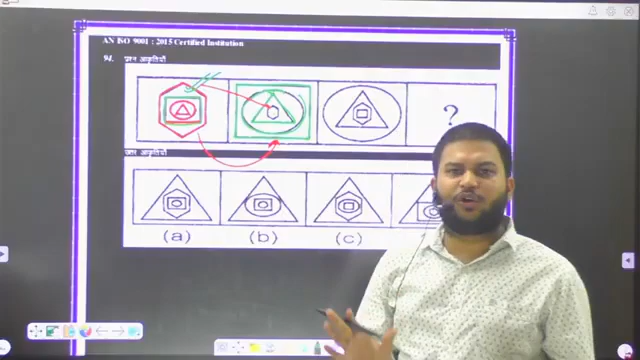 AN ISO 9001 : 2015 Certified Institution
94. प्रश्न आकृतियाँ
?
उत्तर आकृतियाँ
(a) (b) (c)